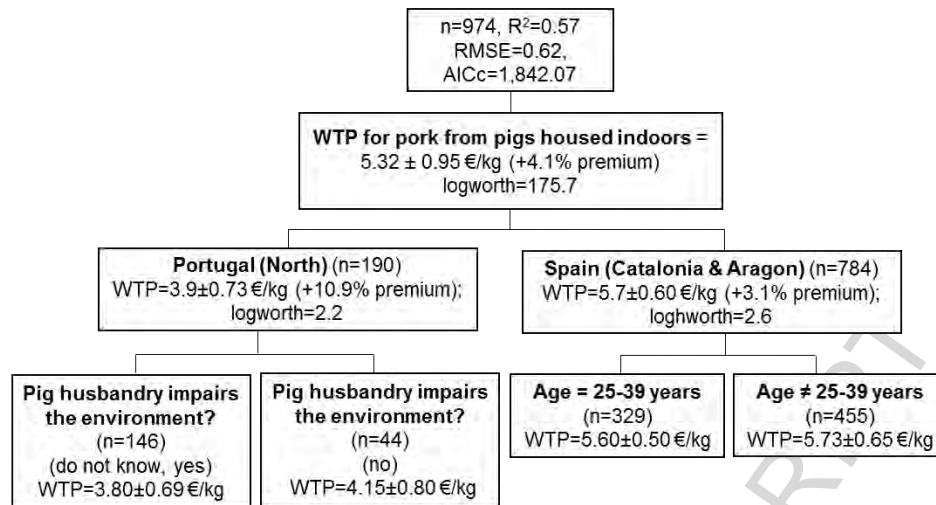 n=974, R²=0.57
RMSE=0.62,
AICc=1,842.07
WTP for pork from pigs housed indoors =
5.32 ± 0.95 €/kg (+4.1% premium)
logworth=175.7
Portugal (North) (n=190)
WTP=3.9±0.73 €/kg (+10.9% premium);
logworth=2.2
Spain (Catalonia & Aragon) (n=784)
WTP=5.7±0.60 €/kg (+3.1% premium);
loghworth=2.6
Pig husbandry impairs
the environment?
(n=146)
(do not know, yes)
WTP=3.80±0.69 €/kg
Pig husbandry impairs
the environment?
(n=44)
(no)
WTP=4.15±0.80 €/kg
Age = 25-39 years
(n=329)
WTP=5.60±0.50 €/kg
Age ≠ 25-39 years
(n=455)
WTP=5.73±0.65 €/kg